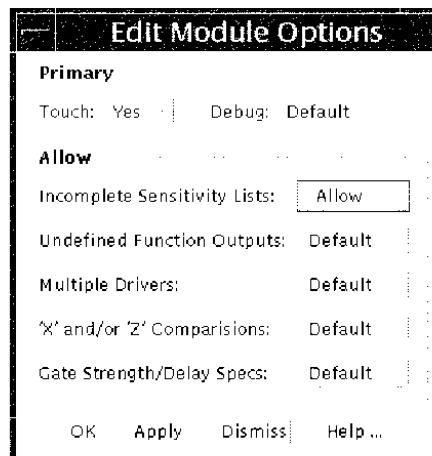 Edit Module Options
Primary
Touch: Yes Debug: Default
Allow
Incomplete Sensitivity Lists: Allow
Undefined Function Outputs: Default
Multiple Drivers: Default
'X' and/or 'Z' Comparisions: Default
Gate Strength/Delay Specs: Default
OK Apply Dismiss Help ...